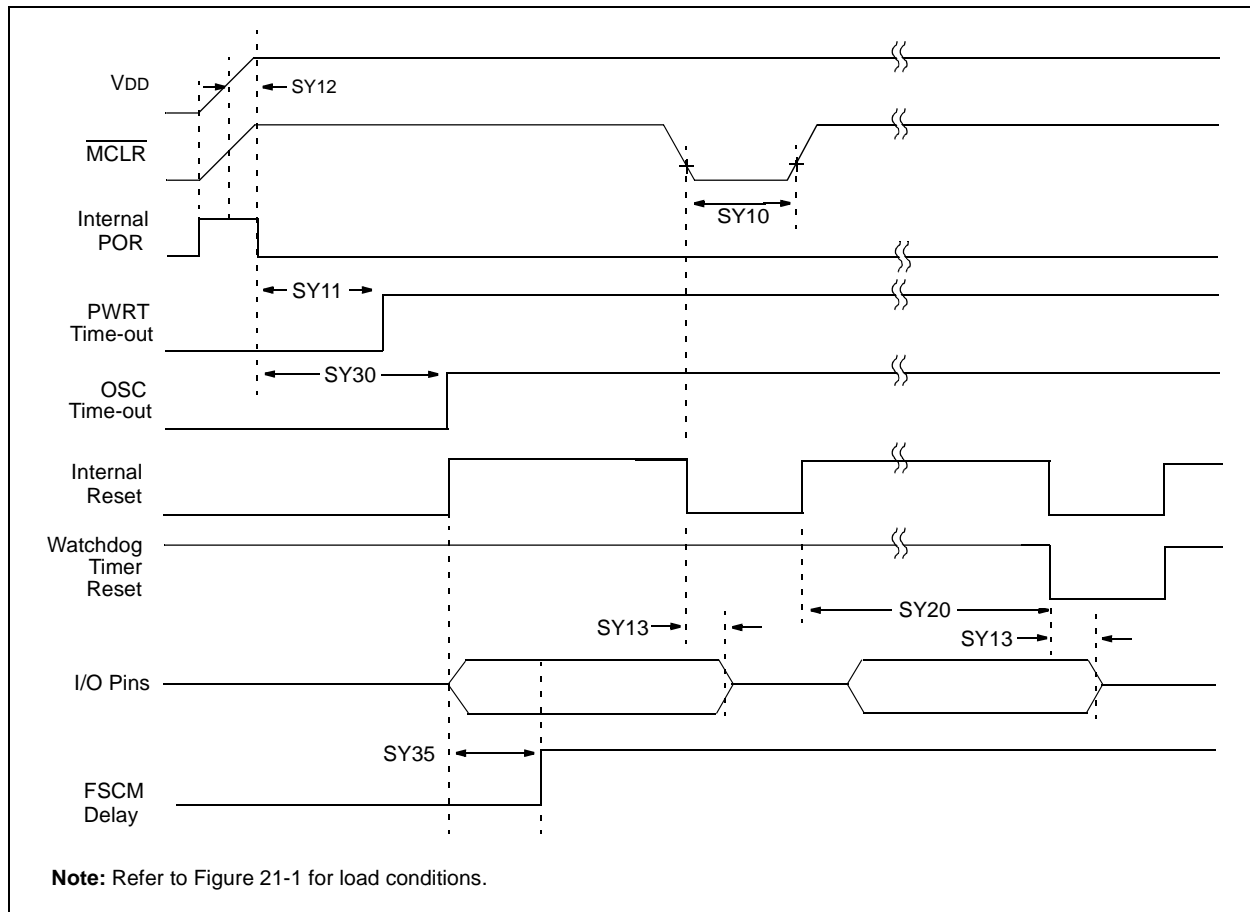 VDD
SY12
MCLR
SY10
Internal
POR
SY11
PWRT
Time-out
SY30
OSC
Time-out
Internal
Reset
Watchdog
Timer
Reset
SY20
SY13
SY13
I/O Pins
SY35
FSCM
Delay
Note: Refer to Figure 21-1 for load conditions.